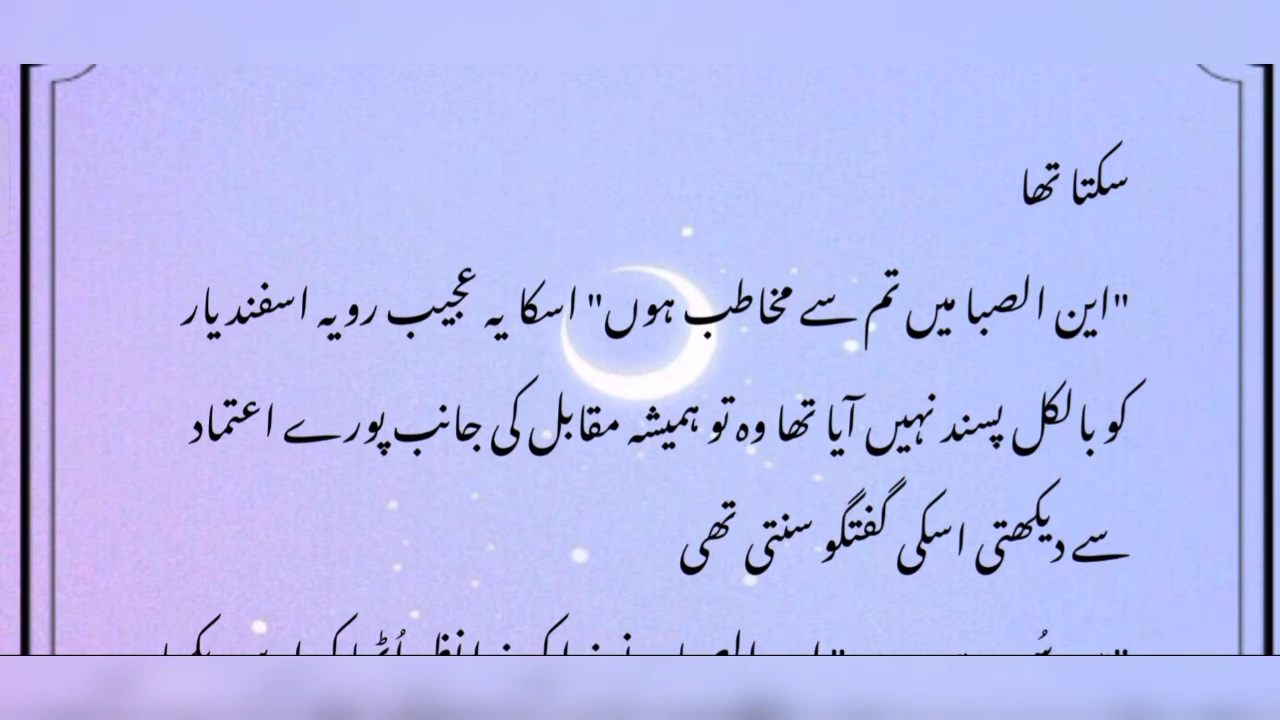 سکتا تھا
"این الصبا میں تم سے مخاطب ہوں" اسکا یہ عجیب رویہ اسفندیار
کو بالکل پسند نہیں آیا تھا وہ تو ہمیشہ مقابل کی جانب پورے اعتماد
سے دیکھتی اسکی گفتگو سنتی تھی